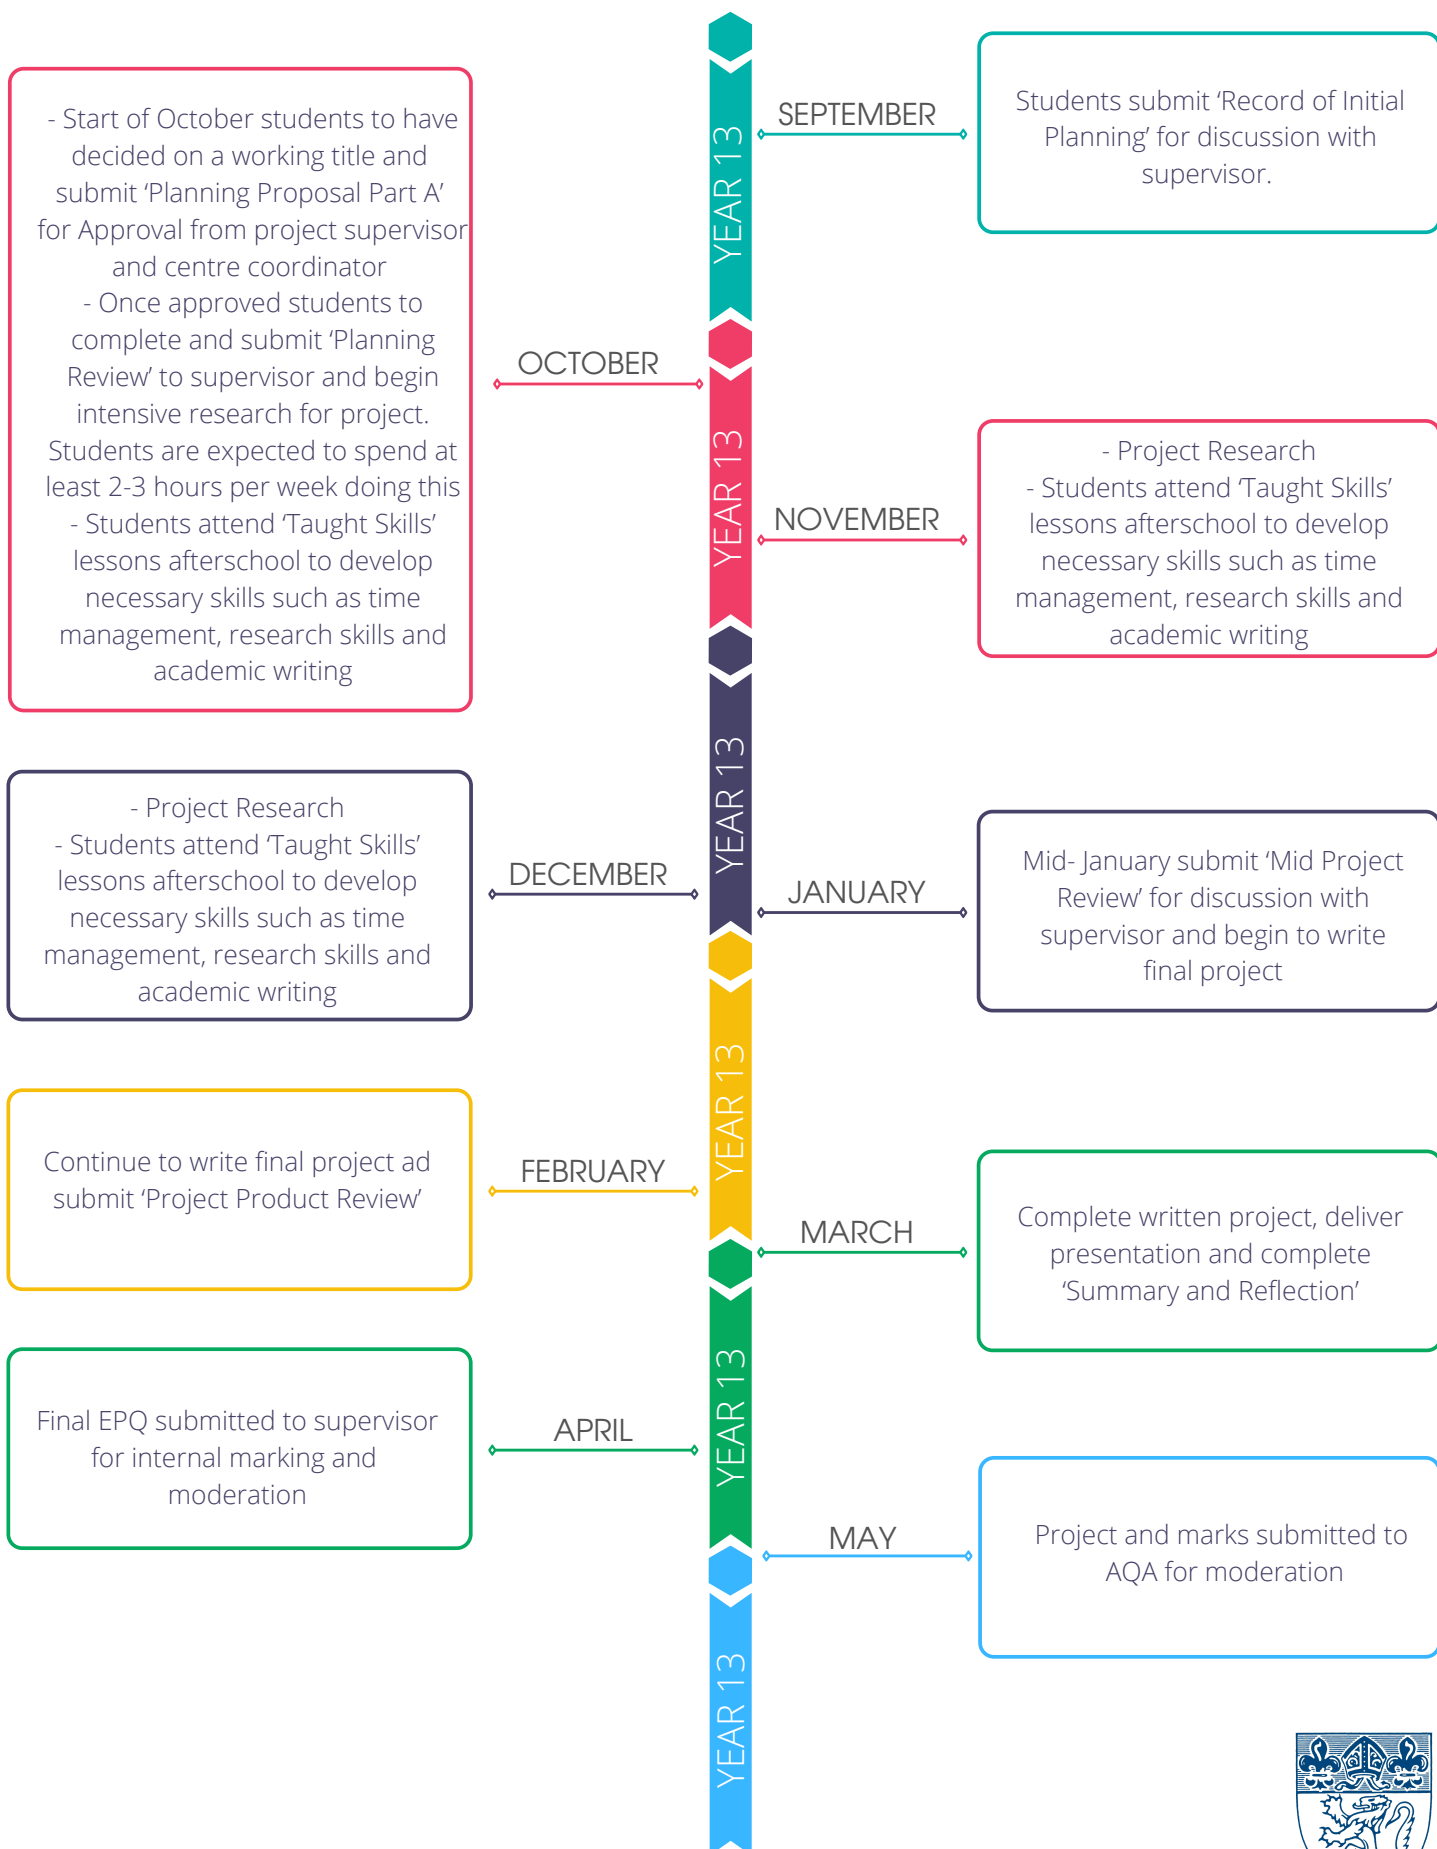 YEAR 13
SEPTEMBER
Students submit ‘Record of Initial
Planning’ for discussion with
supervisor.
- Start of October students to have
decided on a working title and
submit ‘Planning Proposal Part A’
for Approval from project supervisor
and centre coordinator
- Once approved students to
complete and submit ‘Planning
Review’ to supervisor and begin
intensive research for project.
Students are expected to spend at
least 2-3 hours per week doing this
- Students attend ‘Taught Skills’
lessons afterschool to develop
necessary skills such as time
management, research skills and
academic writing
OCTOBER
YEAR 13
NOVEMBER
- Project Research
- Students attend ‘Taught Skills’
lessons afterschool to develop
necessary skills such as time
management, research skills and
academic writing
- Project Research
- Students attend ‘Taught Skills’
lessons afterschool to develop
necessary skills such as time
management, research skills and
academic writing
DECEMBER
YEAR 13
JANUARY
Mid- January submit ‘Mid Project
Review’ for discussion with
supervisor and begin to write
final project
Continue to write final project ad
submit ‘Project Product Review’
FEBRUARY
YEAR 13
MARCH
Complete written project, deliver
presentation and complete
‘Summary and Reflection’
Final EPQ submitted to supervisor
for internal marking and
moderation
APRIL
YEAR 13
MAY
Project and marks submitted to
AQA for moderation
YEAR 13